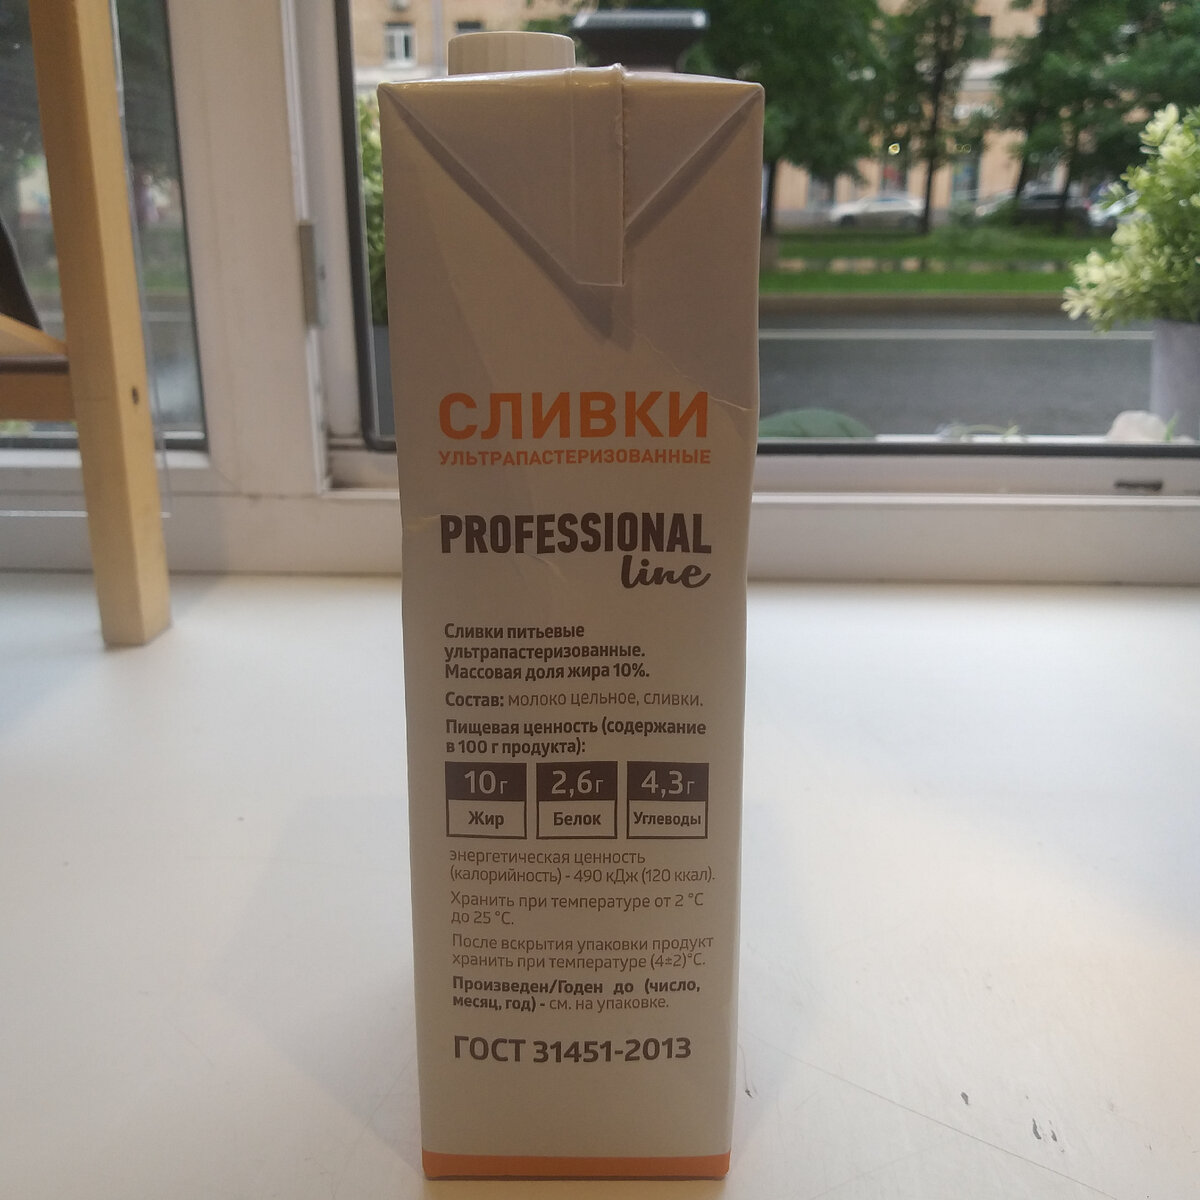 СЛИВКИ
УЛЬТРАПАСТЕРИЗОВАННЫЕ
PROFESSIONAL
line
Сливки питьевые
ультрапастеризованные.
Массовая доля жира 10%.
Состав: молоко цельное, сливки.
Пищевая ценность (содержание
в 100 г продукта):
10г 2,6г 4,3г
Жир Белок Углеводы
энергетическая ценность
(калорийность) - 490 кДж (120 ккал).
Хранить при температуре от 2 °С
до 25 °С.
После вскрытия упаковки продукт
хранить при температуре (4±2)°С.
Произведен/Годен до (число,
месяц, год) - см. на упаковке.
ГОСТ 31451-2013